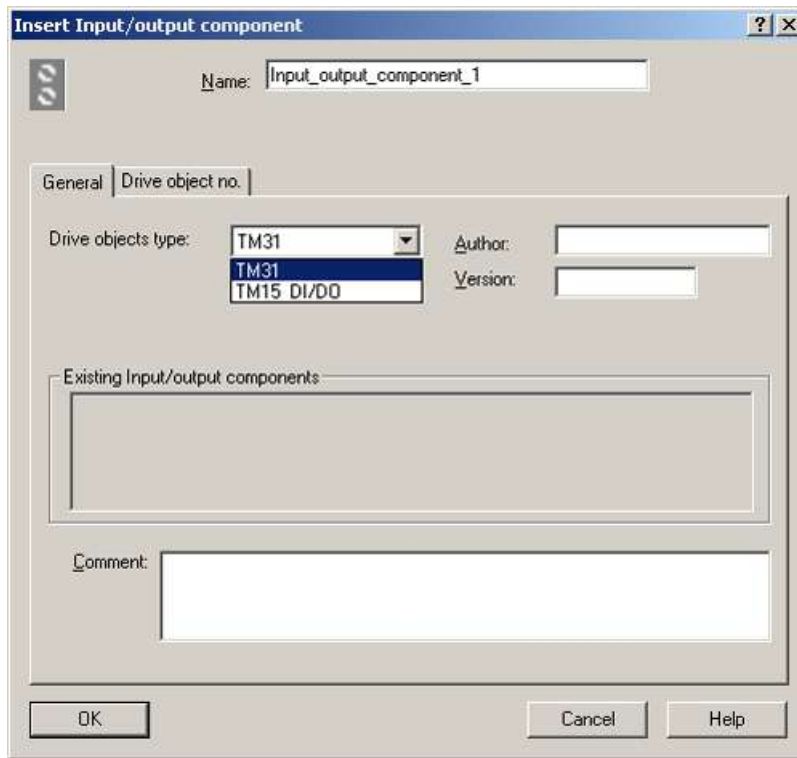 Insert Input/output component
Name: Input_output_component_1
General Drive object no.
Drive objects type: TM31 Author:
TM31
TM15 DI/DO Version:
Existing Input/output components
Comment:
OK Cancel Help